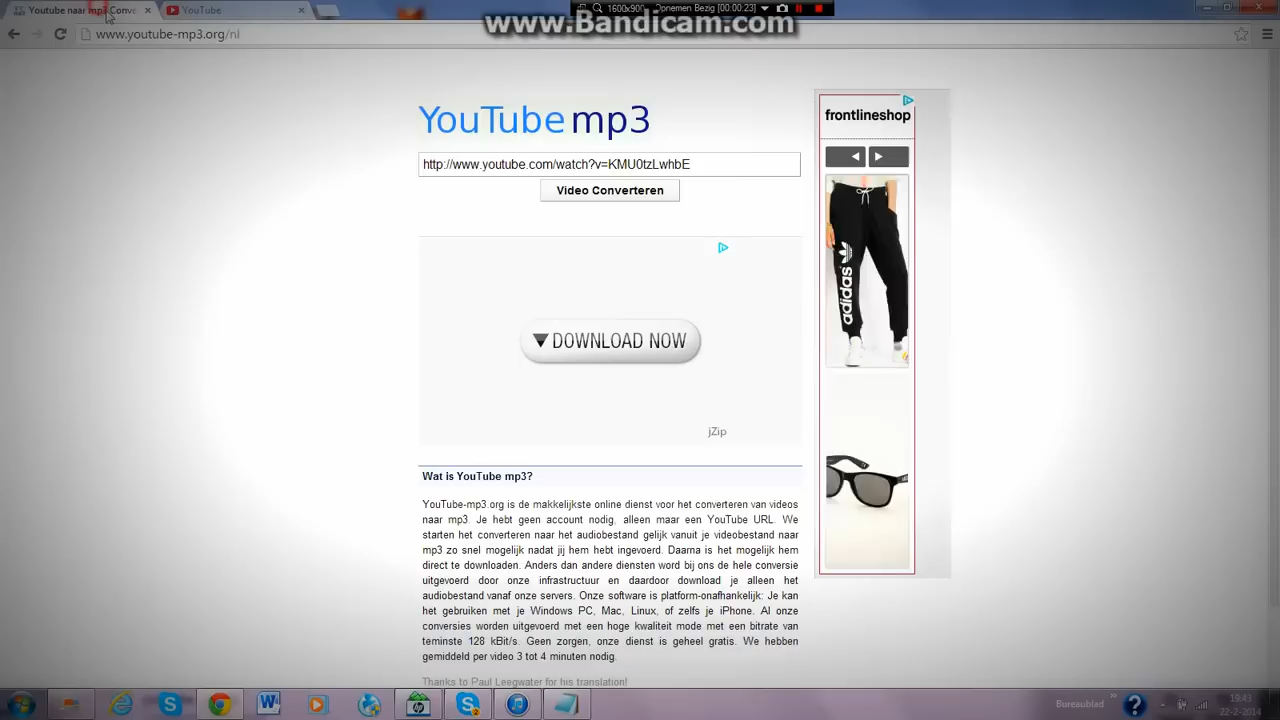 Youtube naar mp3 Conve
YouTube
1600x900
Opnemen Bezig [00:00:23]
www.Bandicam.com
www.youtube-mp3.org/nl
YouTube mp3
frontlineshop
http://www.youtube.com/watch?v=KMU0tzLwhbE
Video Converteren
adidas
DOWNLOAD NOW
jZip
Wat is YouTube mp3?
YouTube-mp3.org is de makkelijkste online dienst voor het converteren van videos
naar mp3. Je hebt geen account nodig, alleen maar een YouTube URL. We
starten het converteren naar het audiobestand gelijk vanuit je videobestand naar
mp3 zo snel mogelijk nadat jij hem hebt ingevoerd. Daarna is het mogelijk hem
direct te downloaden. Anders dan andere diensten word bij ons de hele conversie
uitgevoerd door onze infrastructuur en daardoor download je alleen het
audiobestand vanaf onze servers. Onze software is platform-onafhankelijk: Je kan
het gebruiken met je Windows PC, Mac, Linux, of zelfs je iPhone. Al onze
conversies worden uitgevoerd met een hoge kwaliteit mode met een bitrate van
teminste 128 kBit/s. Geen zorgen, onze dienst is geheel gratis. We hebben
gemiddeld per video 3 tot 4 minuten nodig.
Thanks to Paul Leegwater for his translation!
Bureaublad
19:43
22-2-2014